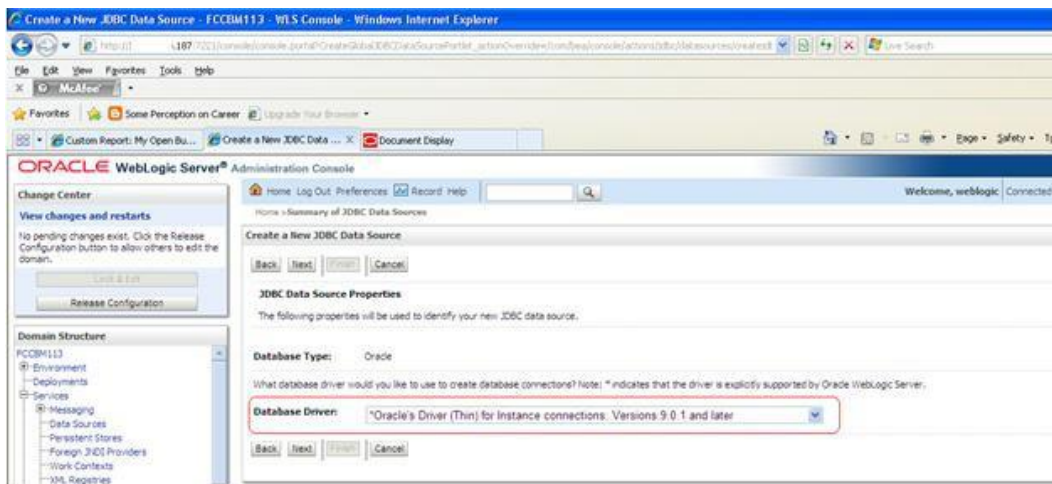 Create a New JDBC Data Source - FCCBM113 - WLS Console - Windows Internet Explorer
Live Search
File Edit View Favorites Tools Help
McAfee
Favorites Some Perception on Career Upgrade Your Browser
Custom Report: My Open Bu... Create a New JDBC Data ... Document Display Page Safety
ORACLE WebLogic Server® Administration Console
Change Center
View changes and restarts
No pending changes exist. Click the Release
Configuration button to allow others to edit the
domain.
Lock & Edit
Release Configuration
Domain Structure
FCCBM113
Environment
Deployments
Services
Messaging
Data Sources
Persistent Stores
Foreign JNDI Providers
Work Contexts
XML Registries
Home Log Out Preferences Record Help
Welcome, weblogic Connected
Home >Summary of JDBC Data Sources
Create a New JDBC Data Source
Back Next Finish Cancel
JDBC Data Source Properties
The following properties will be used to identify your new JDBC data source.
Database Type: Oracle
What database driver would you like to use to create database connections? Note: * indicates that the driver is explicitly supported by Oracle WebLogic Server.
Database Driver: *Oracle's Driver (Thin) for Instance connections. Versions 9.0.1 and later
Back Next Finish Cancel